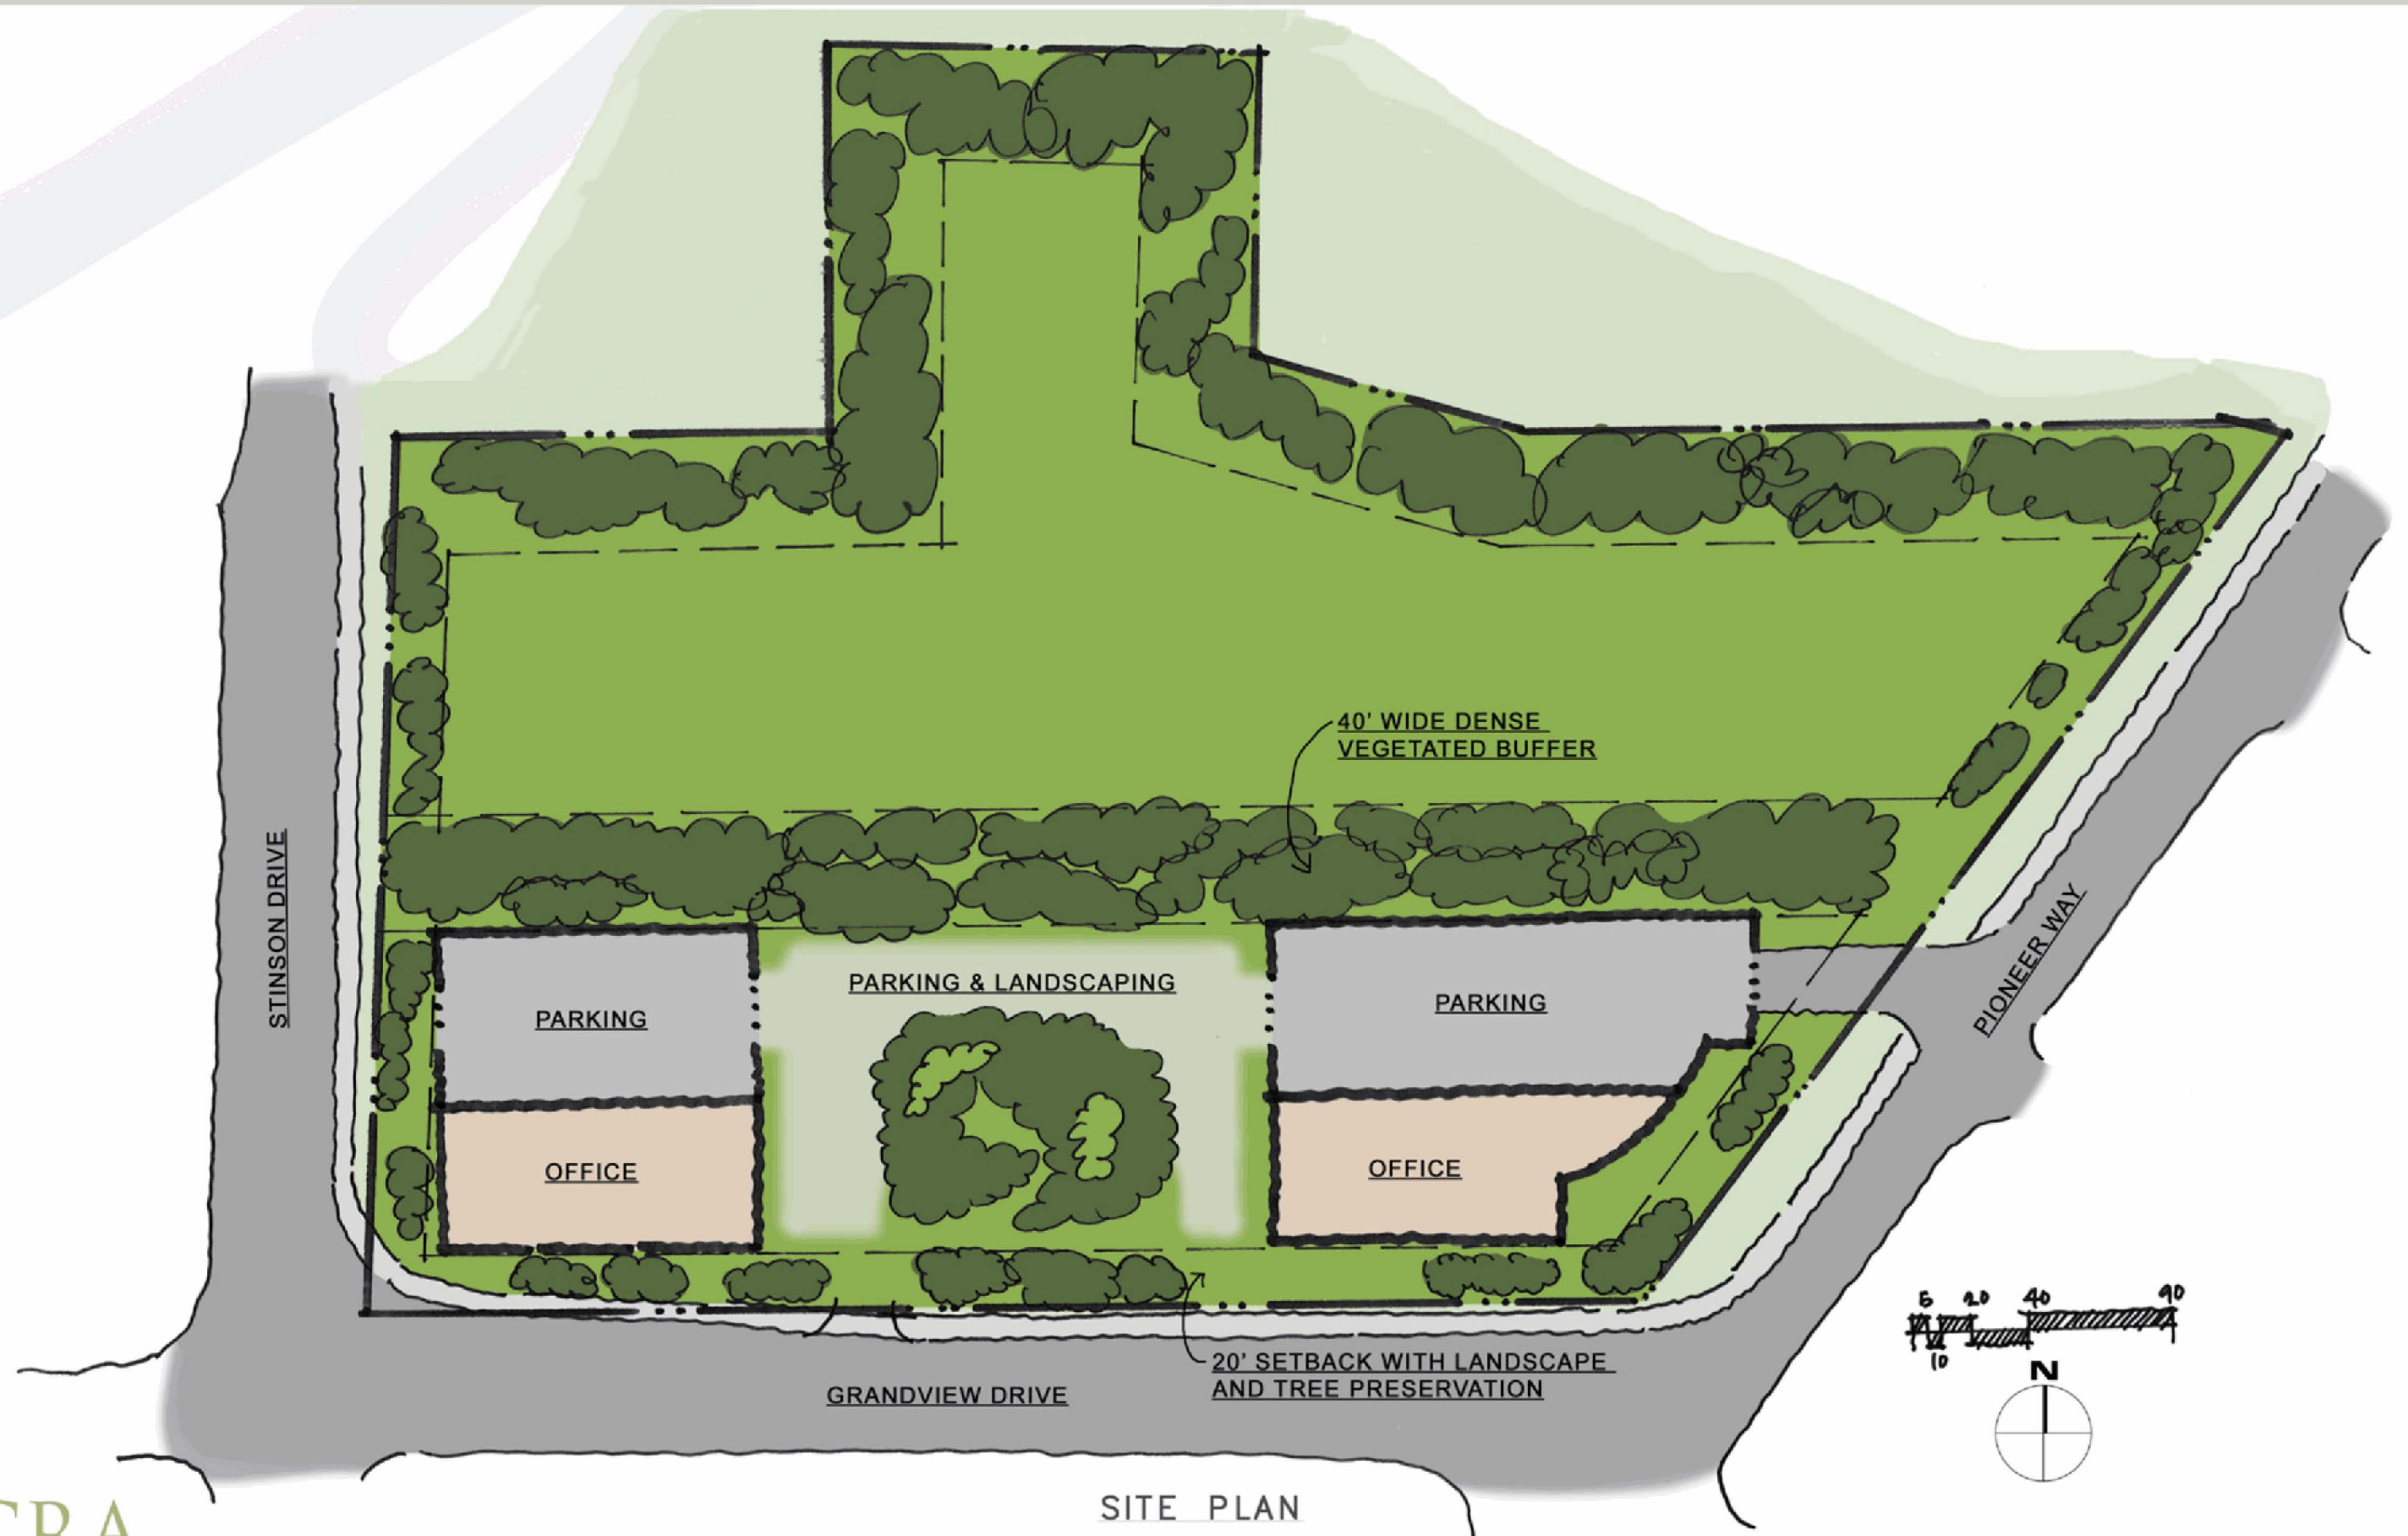 40' WIDE DENSE
VEGETATED BUFFER
STINSON DRIVE
PIONEER WAY
PARKING & LANDSCAPING
PARKING
PARKING
OFFICE
OFFICE
5 20 40 90
10
N
20' SETBACK WITH LANDSCAPE
AND TREE PRESERVATION
GRANDVIEW DRIVE
SITE PLAN